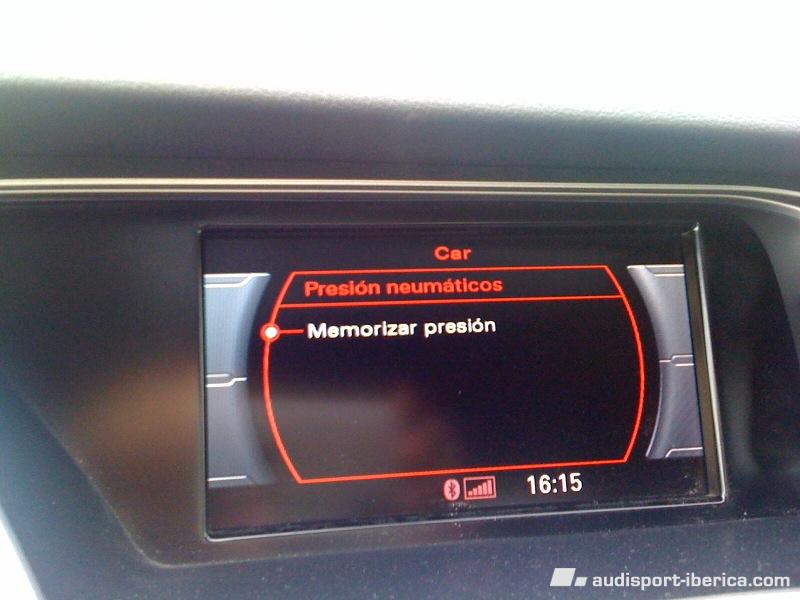 Car
Presión neumáticos
Memorizar presión
16:15
audisport-iberica.com